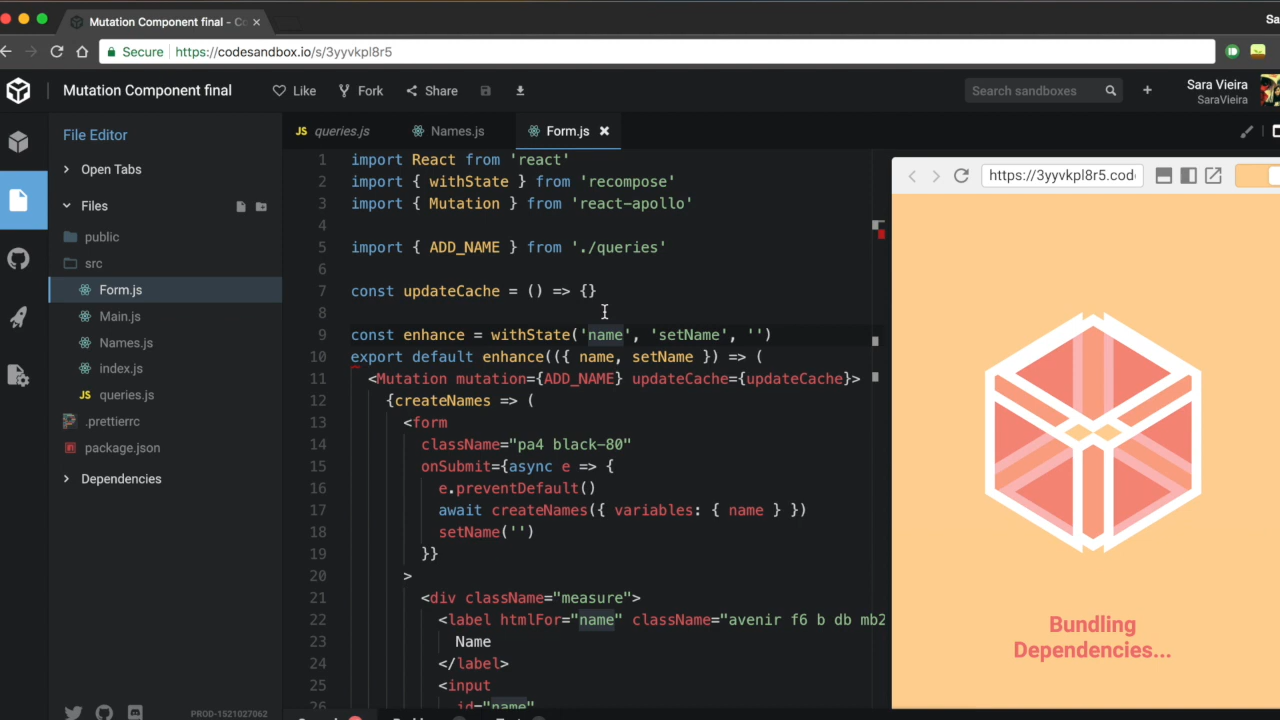 Mutation Component final – Co
Sa
Secure
https://codesandbox.io/s/3yyvkpl8r5
Mutation Component final
Like
Fork
Share
Search sandboxes
Sara Vieira
SaraVieira
File Editor
Open Tabs
Files
public
src
Form.js
Main.js
Names.js
index.js
JS queries.js
.prettierrc
package.json
Dependencies
PROD-1521027062
JS queries.js
Names.js
Form.js
1 import React from 'react'
2 import { withState } from 'recompose'
3 import { Mutation } from 'react-apollo'
4
5 import { ADD_NAME } from './queries'
6
7 const updateCache = () => {}
8
9 const enhance = withState('name', 'setName', '')
10 export default enhance(({ name, setName }) => (
11 <Mutation mutation={ADD_NAME} updateCache={updateCache}>
12 {createNames => (
13 <form
14 className="pa4 black-80"
15 onSubmit={async e => {
16 e.preventDefault()
17 await createNames({ variables: { name } })
18 setName('')
19 }}
20 >
21 <div className="measure">
22 <label htmlFor="name" className="avenir f6 b db mb2
23 Name
24 </label>
25 <input
26 id="name"
https://3yyvkpl8r5.code
Bundling
Dependencies...